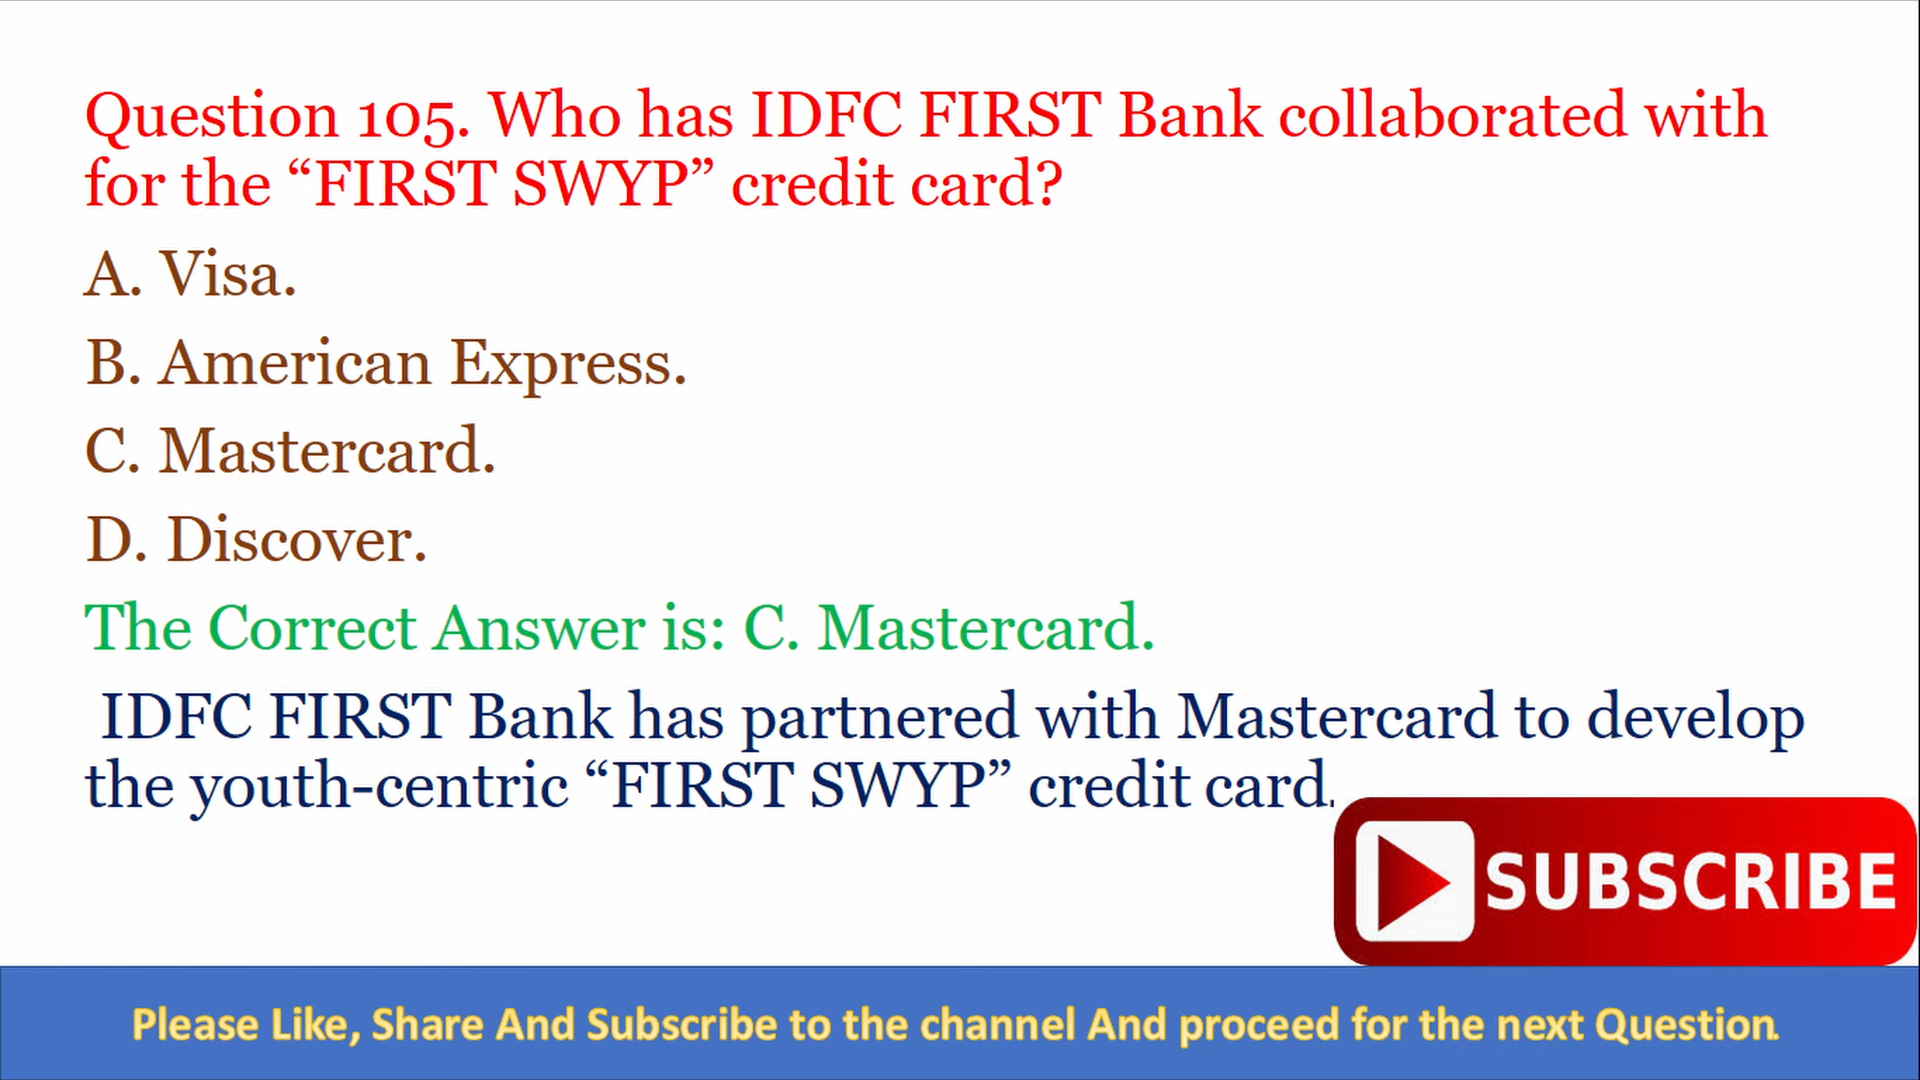 Question 105. Who has IDFC FIRST Bank collaborated with
for the “FIRST SWYP” credit card?
A. Visa.
B. American Express.
C. Mastercard.
D. Discover.
The Correct Answer is: C. Mastercard.
IDFC FIRST Bank has partnered with Mastercard to develop
the youth-centric “FIRST SWYP” credit card.
SUBSCRIBE
Please Like, Share And Subscribe to the channel And proceed for the next Question.